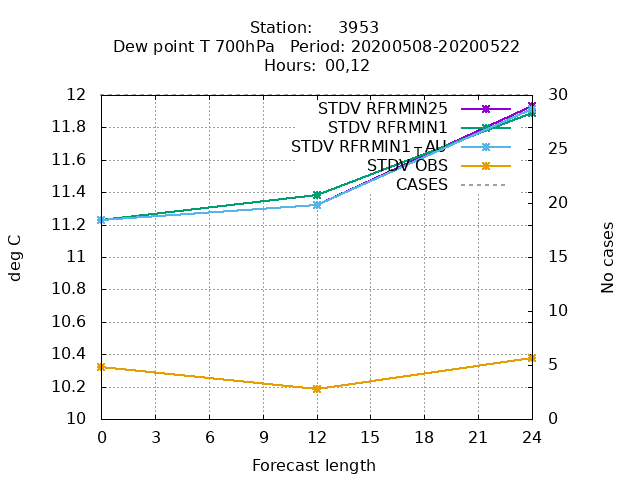 Station: 3953
Dew point T 700hPa Period: 20200508-20200522
Hours: 00,12
12
11.8
11.6
11.4
11.2
11
10.8
10.6
10.4
10.2
10
30
25
20
15
10
5
0
STDV RFRMIN25
STDV RFRMIN1
STDV RFRMIN1_AU
STDV OBS
CASES
deg C
No cases
0 3 6 9 12 15 18 21 24
Forecast length